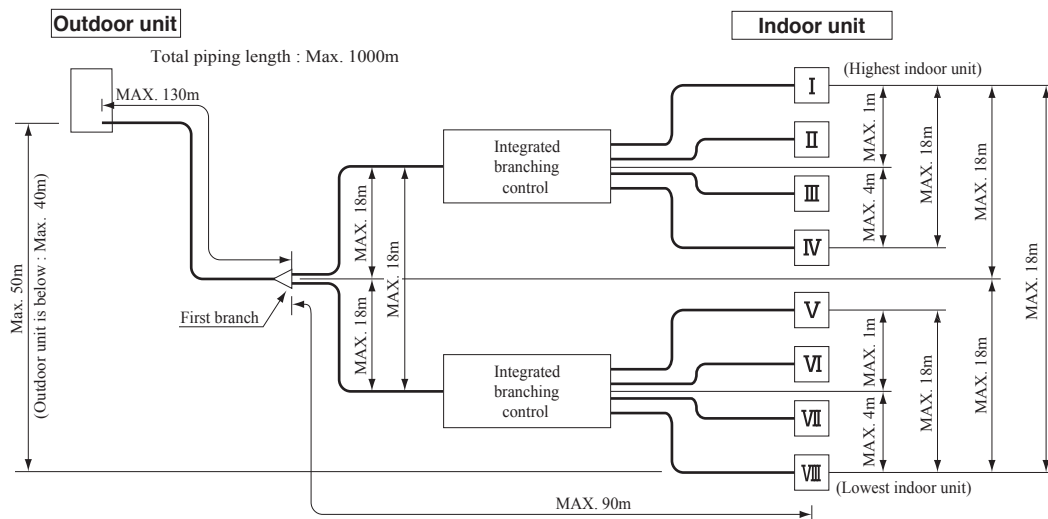 Outdoor unit
Indoor unit
Total piping length : Max. 1000m
MAX. 130m
Max. 50m
(Outdoor unit is below : Max. 40m)
First branch
MAX. 18m
MAX. 18m
MAX. 18m
Integrated
branching
control
Integrated
branching
control
Ⅰ
(Highest indoor unit)
Ⅱ
Ⅲ
Ⅳ
Ⅴ
Ⅵ
Ⅶ
Ⅷ
(Lowest indoor unit)
MAX. 1m
MAX. 4m
MAX. 18m
MAX. 18m
MAX. 18m
MAX. 1m
MAX. 4m
MAX. 18m
MAX. 18m
MAX. 90m